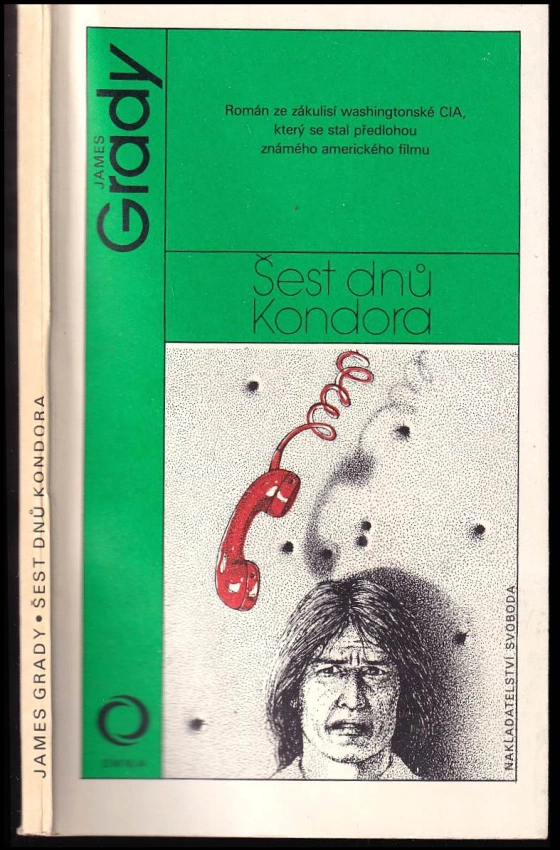 JAMES GRADY • ŠEST DNŮ KONDORA
JAMES
Grady
Román ze zákulisí washingtonské CIA,
který se stal předlohou
známého amerického filmu
Šest dnů
Kondora
NAKLADATELSTVÍ SVOBODA